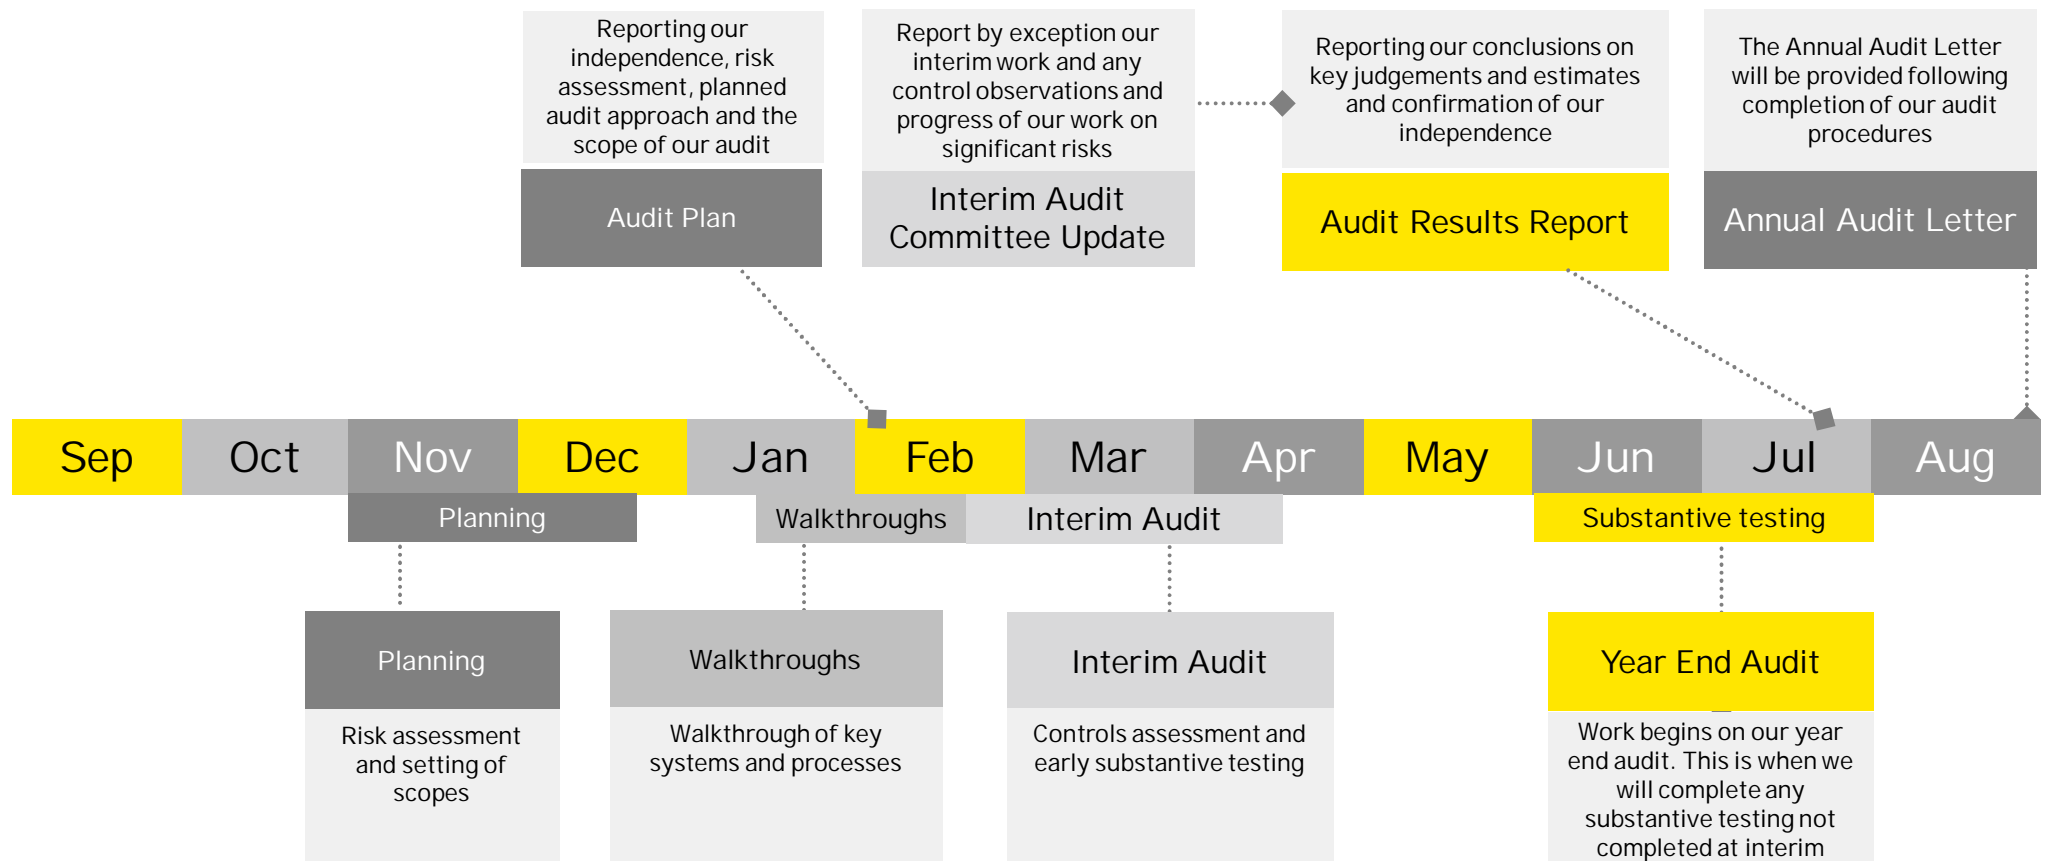 Reporting our
independence, risk
assessment, planned
audit approach and the
scope of our audit
Audit Plan
Report by exception our
interim work and any
control observations and
progress of our work on
significant risks
Interim Audit
Committee Update
Reporting our conclusions on
key judgements and estimates
and confirmation of our
independence
Audit Results Report
The Annual Audit Letter
will be provided following
completion of our audit
procedures
Annual Audit Letter
Sep Oct Nov Dec Jan Feb Mar Apr May Jun Jul Aug
Planning Walkthroughs Interim Audit Substantive testing
Planning
Risk assessment
and setting of
scopes
Walkthroughs
Walkthrough of key
systems and processes
Interim Audit
Controls assessment and
early substantive testing
Year End Audit
Work begins on our year
end audit. This is when we
will complete any
substantive testing not
completed at interim